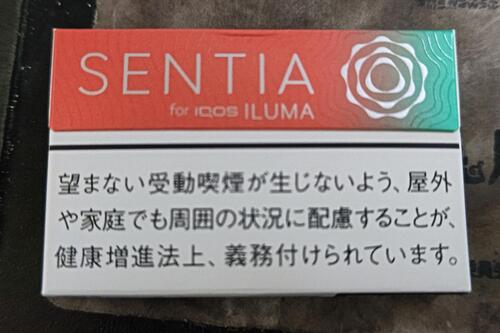 SENTIA
for IQOS ILUMA
望まない受動喫煙が生じないよう、屋外
や家庭でも周囲の状況に配慮することが、
健康増進法上、義務付けられています。